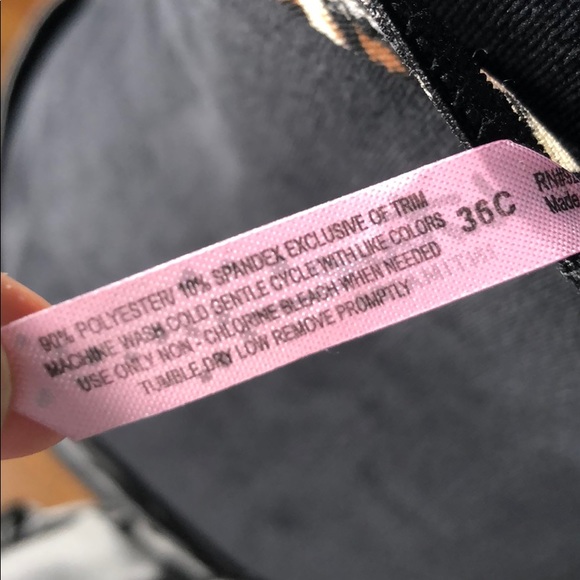 90% POLYESTER/ 10% SPANDEX EXCLUSIVE OF TRIM
MACHINE WASH COLD GENTLE CYCLE WITH LIKE COLORS
USE ONLY NON - CHLORINE BLEACH WHEN NEEDED
TUMBLE DRY LOW REMOVE PROMPTLY
36C
Made